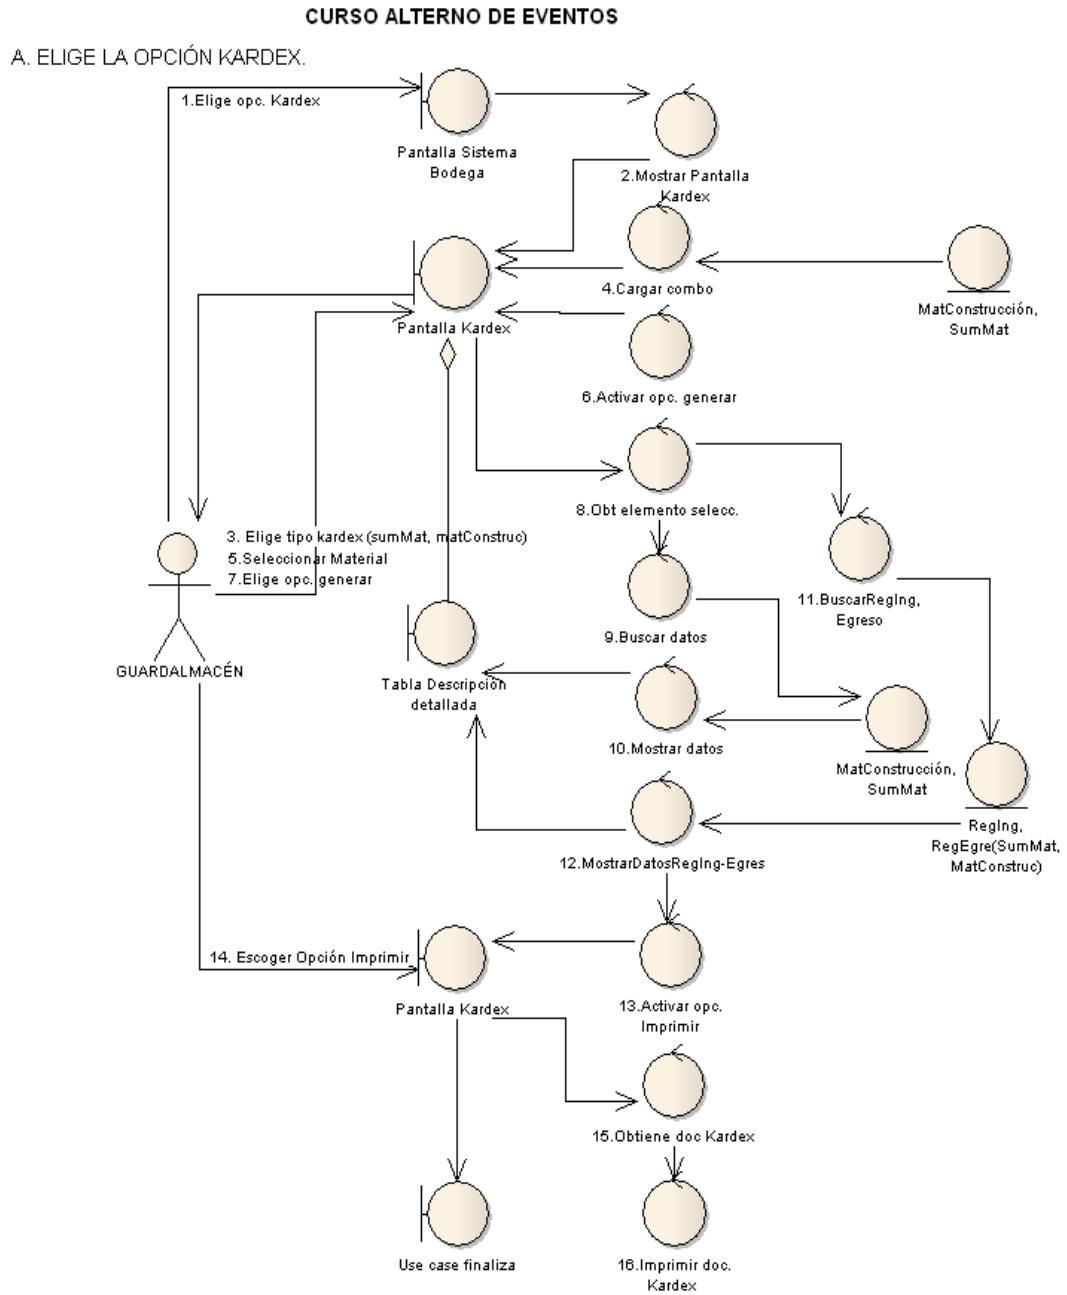 CURSO ALTERNO DE EVENTOS
A. ELIGE LA OPCIÓN KARDEX.
1.Elige opc. Kardex
Pantalla Sistema
Bodega
2.Mostrar Pantalla
Kardex
4.Cargar combo
MatConstrucción,
SumMat
Pantalla Kardex
6.Activar opc. generar
8.Obt elemento selecc.
3. Elige tipo kardex (sumMat, matConstruc)
5.Seleccionar Material
7.Elige opc. generar
11.BuscarRegIng,
Egreso
9.Buscar datos
GUARDALMACÉN
Tabla Descripción
detallada
10.Mostrar datos
MatConstrucción,
SumMat
RegIng,
RegEgre(SumMat,
MatConstruc)
12.MostrarDatosRegIng-Egres
14. Escoger Opción Imprimir
Pantalla Kardex
13.Activar opc.
Imprimir
15.Obtiene doc Kardex
Use case finaliza
16.Imprimir doc.
Kardex